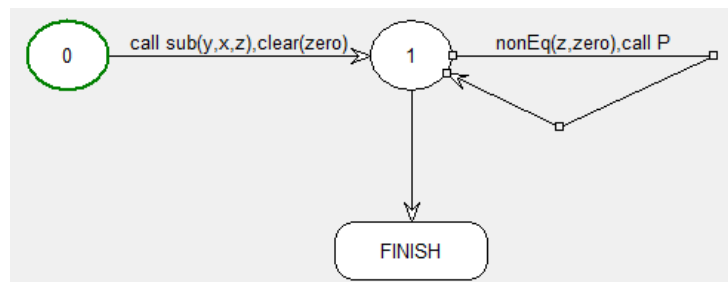 call sub(y,x,z),clear(zero)
nonEq(z,zero),call P
0
1
FINISH